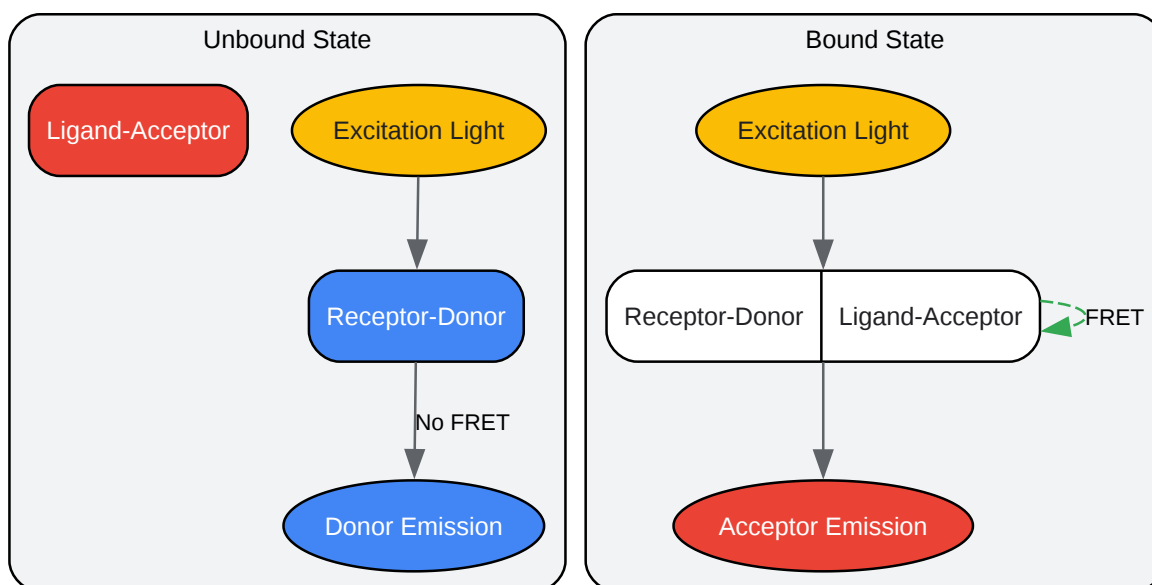 Unbound State
Ligand-Acceptor
Excitation Light
Receptor-Donor
No FRET
Donor Emission
Bound State
Excitation Light
Receptor-Donor
Ligand-Acceptor
FRET
Acceptor Emission